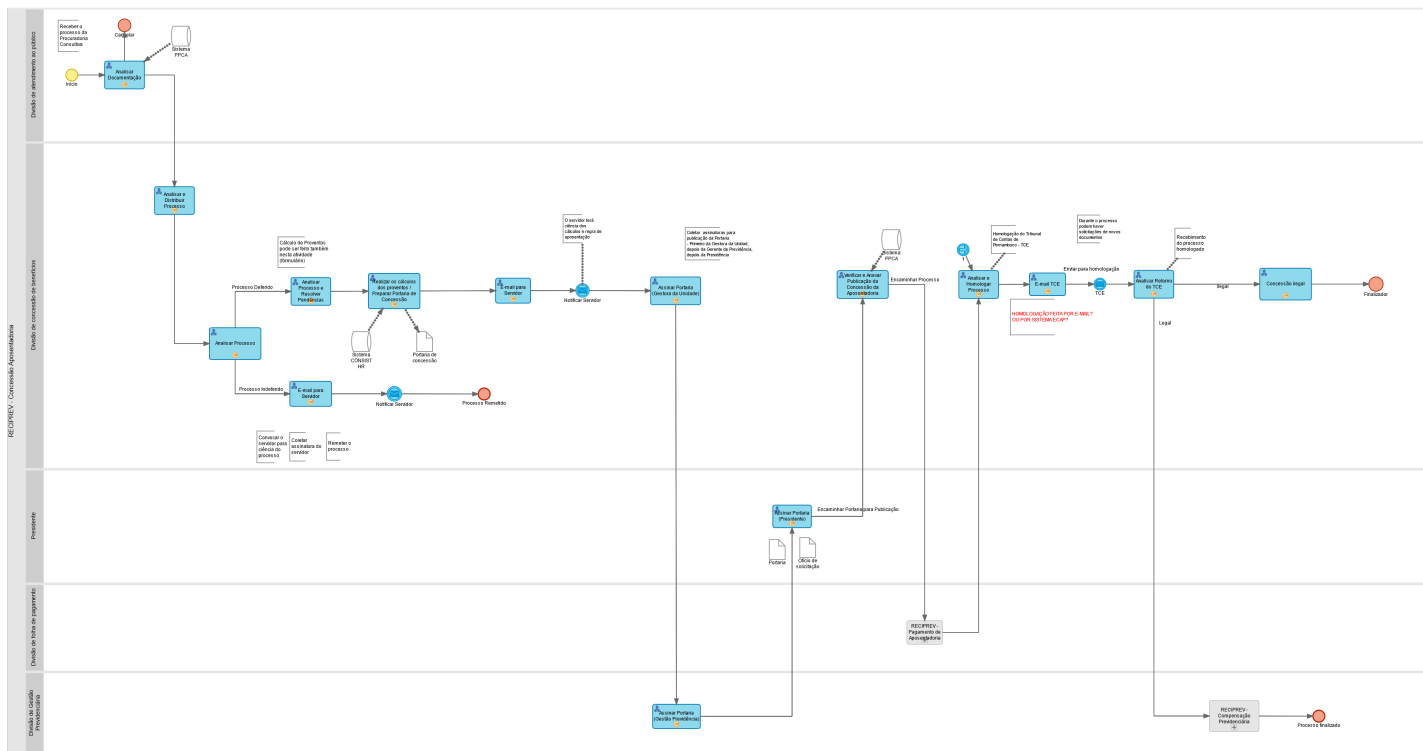 RECIPREV - Concessão Aposentadoria
Divisão de atendimento ao público
Receber o
processo da
Procuradoria
Consultiva
Cancelar
Sistema
PPCA
Início
Analisar
Documentação
Divisão de concessão de benefícios
Analisar e
Distribuir
Processo
Cálculo de Proventos
pode ser feito também
nesta atividade
(formulário)
Processo Deferido
Analisar
Processo e
Resolver
Pendências
Realizar os cálculos
dos proventos /
Preparar Portaria de
Concessão
Sistema
CONSIST
HR
Portaria de
concessão
Analisar Processo
Processo Indeferido
E-mail para
Servidor
Notificar Servidor
Processo Remetido
Convocar o
servidor para
ciência do
processo
Coletar
assinatura do
servidor
Remeter o
processo
E-mail para
Servidor
O servidor terá
ciência dos
cálculos e regra de
aposentação
Notificar Servidor
Coletar assinaturas para
publicação da Portaria
- Primeiro da Gestora da Unidad,
depois da Gerente de Previdência,
depois da Previdência
Assinar Portaria
(Gestora da Unidade)
Sistema
PPCA
Verificar e Anexar
Publicação da
Concessão da
Aposentadoria
Encaminhar Processo
Homologação do Tribunal
de Contas de
Pernambuco - TCE
Analisar e
Homologar
Processo
E-mail TCE
HOMOLOGAÇÃO FEITA POR E-MAIL?
OU POR SISTEMA ECAP?
Enviar para homologação
TCE
Durante o processo
podem haver
solicitações de novos
documentos
Analisar Retorno
do TCE
Recebimento
do processo
homologado
Ilegal
Concessão ilegal
Finalizador
Legal
Presidente
Assinar Portaria
(Presidente)
Encaminhar Portaria para Publicação
Portaria
Ofício de
solicitação
Divisão de folha de pagamento
RECIPREV -
Pagamento de
Aposentadoria
Divisão de Gestão
Previdenciária
Assinar Portaria
(Gestão Previdência)
RECIPREV -
Compensação
Previdenciária
Processo finalizado